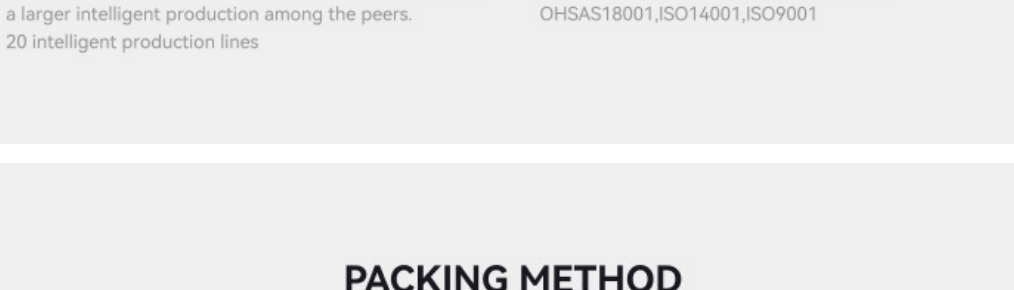 a larger intelligent production among the peers.
20 intelligent production lines
OHSAS18001,ISO14001,ISO9001
PACKING METHOD